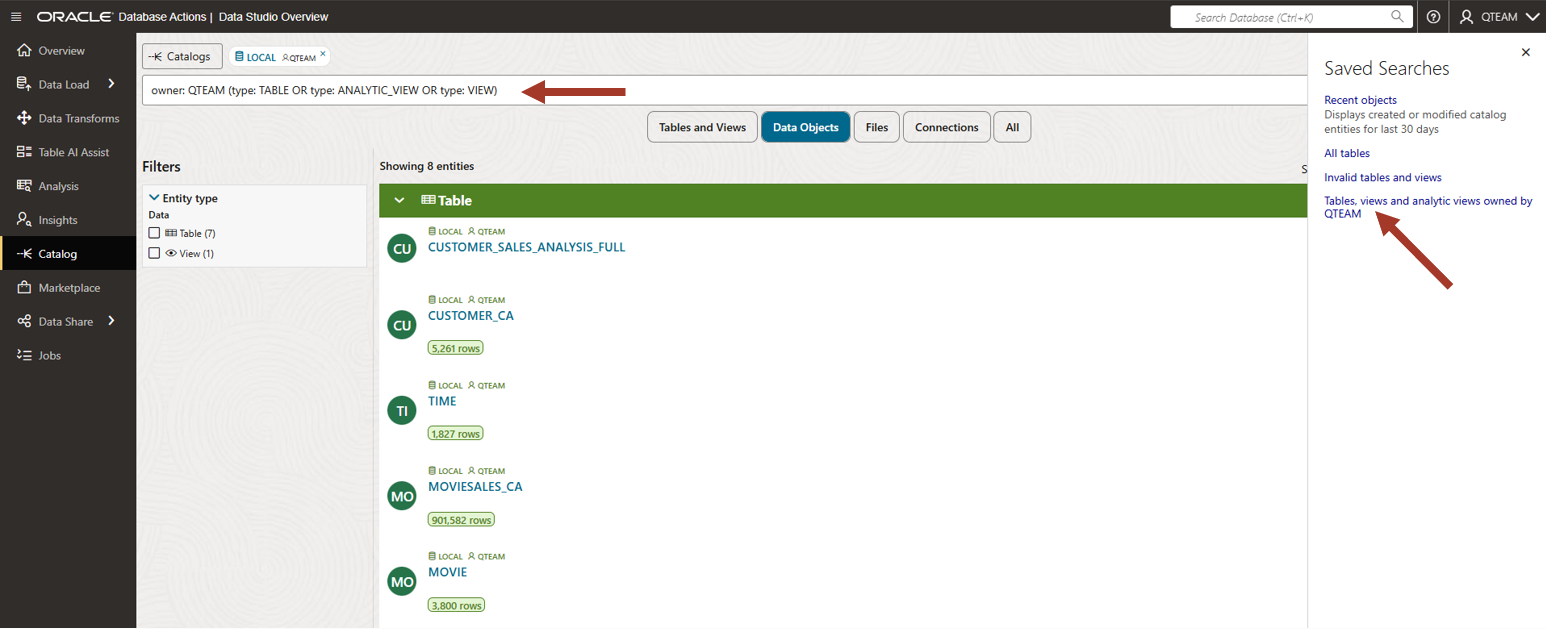 ORACLE Database Actions | Data Studio Overview
Search Database (Ctrl+K)
QTEAM
Overview
Data Load
Data Transforms
Table AI Assist
Analysis
Insights
Catalog
Marketplace
Data Share
Jobs
Catalogs
LOCAL QTEAM
owner: QTEAM (type: TABLE OR type: ANALYTIC_VIEW OR type: VIEW)
Tables and Views
Data Objects
Files
Connections
All
Filters
Entity type
Data
Table (7)
View (1)
Showing 8 entities
S
Table
CU
LOCAL QTEAM
CUSTOMER_SALES_ANALYSIS_FULL
CU
LOCAL QTEAM
CUSTOMER_CA
5,261 rows
TI
LOCAL QTEAM
TIME
1,827 rows
MO
LOCAL QTEAM
MOVIESALES_CA
901,582 rows
MO
LOCAL QTEAM
MOVIE
3,800 rows
Saved Searches
Recent objects
Displays created or modified catalog
entities for last 30 days
All tables
Invalid tables and views
Tables, views and analytic views owned by
QTEAM